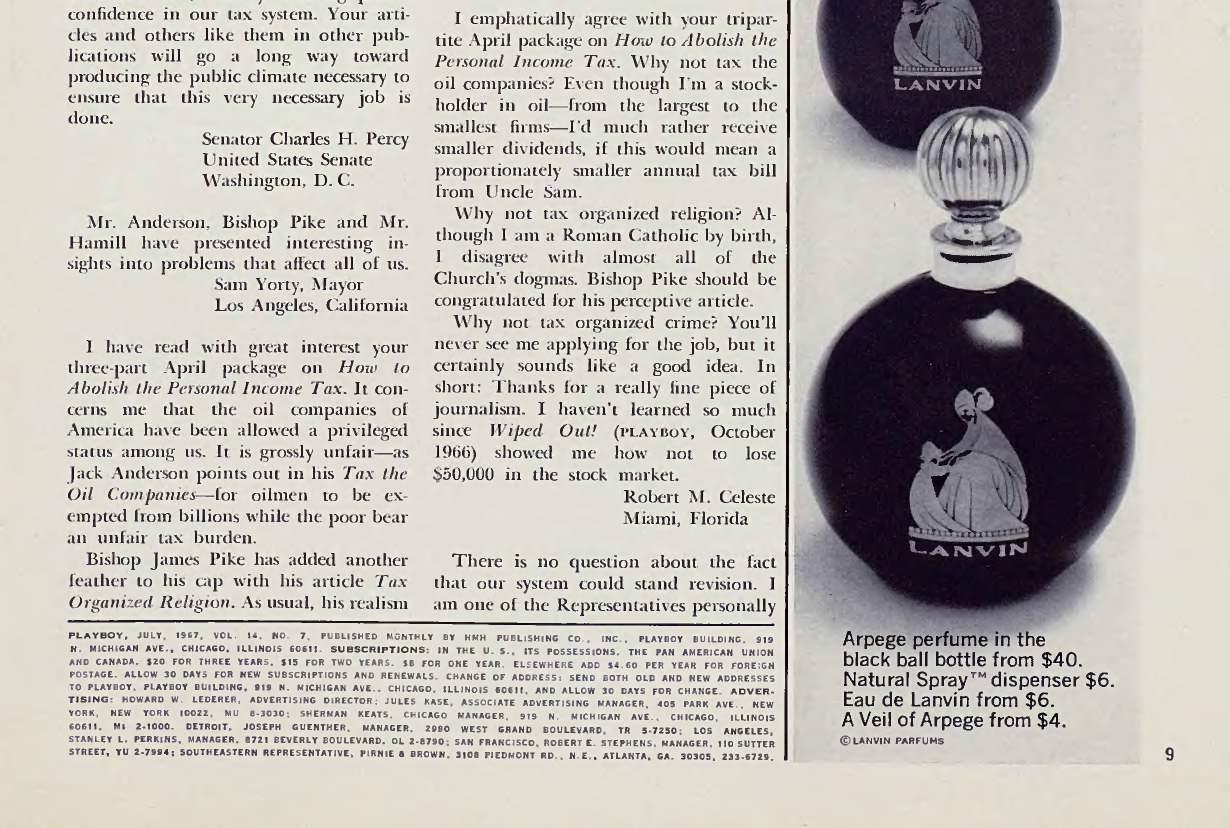 confidence in our tax system. Your arti-
cles and others like them in other pub-
lications will go a long way toward
producing the public climate necessary to
ensure that this very necessary job is
done.
Senator Charles H. Percy
United States Senate
Washington, D. C.
Mr. Anderson, Bishop Pike and Mr.
Hamill have presented interesting in-
sights into problems that affect all of us.
Sam Yorty, Mayor
Los Angeles, California
I have read with great interest your
three-part April package on How to
Abolish the Personal Income Tax. It con-
cerns me that the oil companies of
America have been allowed a privileged
status among us. It is grossly unfair—as
Jack Anderson points out in his Tax the
Oil Companies—for oilmen to be ex-
empted from billions while the poor bear
an unfair tax burden.
Bishop James Pike has added another
feather to his cap with his article Tax
Organized Religion. As usual, his realism
I emphatically agree with your tripar-
tite April package on How to Abolish the
Personal Income Tax. Why not tax the
oil companies? Even though I'm a stock-
holder in oil—from the largest to the
smallest firms—I'd much rather receive
smaller dividends, if this would mean a
proportionately smaller annual tax bill
from Uncle Sam.
Why not tax organized religion? Al-
though I am a Roman Catholic by birth,
I disagree with almost all of the
Church's dogmas. Bishop Pike should be
congratulated for his perceptive article.
Why not tax organized crime? You'll
never see me applying for the job, but it
certainly sounds like a good idea. In
short: Thanks for a really fine piece of
journalism. I haven't learned so much
since Wiped Out! (PLAYBOY, October
1966) showed me how not to lose
$50,000 in the stock market.
Robert M. Celeste
Miami, Florida
There is no question about the fact
that our system could stand revision. I
am one of the Representatives personally
PLAYBOY, JULY, 1967, VOL. 14, NO. 7, PUBLISHED MONTHLY BY HMH PUBLISHING CO., INC., PLAYBOY BUILDING, 919
N. MICHIGAN AVE., CHICAGO, ILLINOIS 60611. SUBSCRIPTIONS: IN THE U. S., ITS POSSESSIONS, THE PAN AMERICAN UNION
AND CANADA, $20 FOR THREE YEARS, $15 FOR TWO YEARS, $8 FOR ONE YEAR. ELSEWHERE ADD $4.60 PER YEAR FOR FOREIGN
POSTAGE. ALLOW 30 DAYS FOR NEW SUBSCRIPTIONS AND RENEWALS. CHANGE OF ADDRESS: SEND BOTH OLD AND NEW ADDRESSES
TO PLAYBOY, PLAYBOY BUILDING, 919 N. MICHIGAN AVE., CHICAGO, ILLINOIS 60611, AND ALLOW 30 DAYS FOR CHANGE. ADVER-
TISING: HOWARD W. LEDERER, ADVERTISING DIRECTOR; JULES KASE, ASSOCIATE ADVERTISING MANAGER, 405 PARK AVE., NEW
YORK, NEW YORK 10022, MU 8-3030; SHERMAN KEATS, CHICAGO MANAGER, 919 N. MICHIGAN AVE., CHICAGO, ILLINOIS
60611, MI 2-1000. DETROIT, JOSEPH GUENTHER, MANAGER, 2990 WEST GRAND BOULEVARD, TR 5-7250; LOS ANGELES,
STANLEY L. PERKINS, MANAGER, 8721 BEVERLY BOULEVARD, OL 2-8790; SAN FRANCISCO, ROBERT E. STEPHENS, MANAGER, 110 SUTTER
STREET, YU 2-7994; SOUTHEASTERN REPRESENTATIVE, PIRNIE & BROWN, 3108 PIEDMONT RD., N.E., ATLANTA, GA. 30305, 233-6729.
LANVIN
LANVIN
Arpege perfume in the
black ball bottle from $40.
Natural Spray™ dispenser $6.
Eau de Lanvin from $6.
A Veil of Arpege from $4.
© LANVIN PARFUMS
9